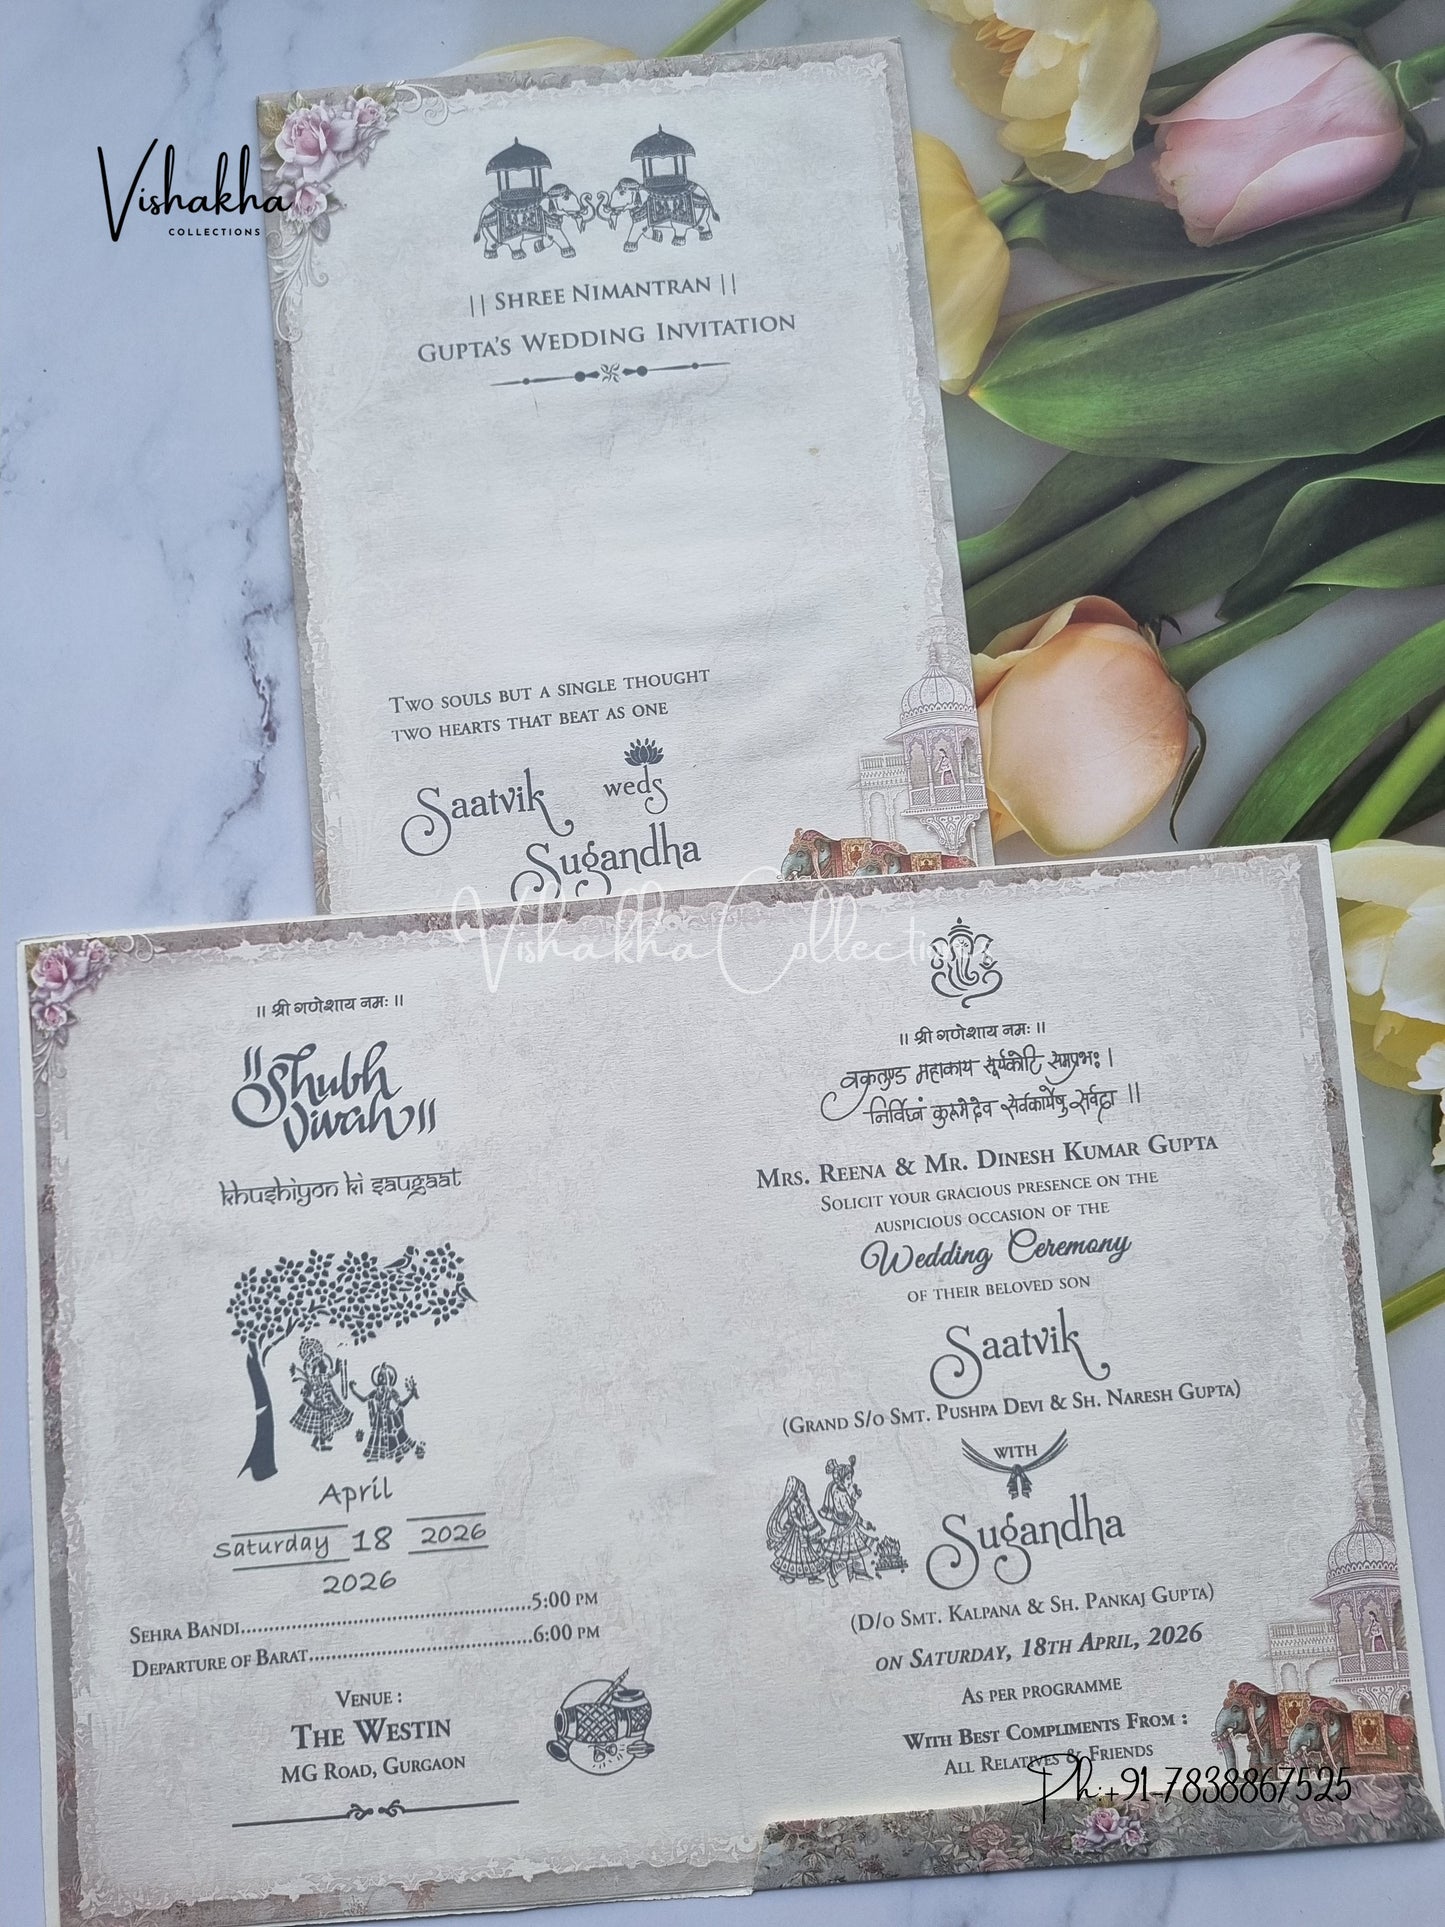 Vishakha
COLLECTIONS
|| SHREE NIMANTRAN ||
GUPTA'S WEDDING INVITATION
TWO SOULS BUT A SINGLE THOUGHT
TWO HEARTS THAT BEAT AS ONE
Saatvik weds
Sugandha
Vishakha Collections
॥ श्री गणेशाय नमः ॥
॥ Shubh
Vivah ॥
khushiyon ki saugaat
April
Saturday 18 2026
2026
SEHRA BANDI..........................................5:00 PM
DEPARTURE OF BARAT................................6:00 PM
VENUE :
THE WESTIN
MG ROAD, GURGAON
॥ श्री गणेशाय नमः ॥
वक्रतुण्ड महाकाय सूर्यकोटि समप्रभः ।
निर्विघ्नं कुरूमेदेव सर्वकार्येषु सर्वदा ॥
MRS. REENA & MR. DINESH KUMAR GUPTA
SOLICIT YOUR GRACIOUS PRESENCE ON THE
AUSPICIOUS OCCASION OF THE
Wedding Ceremony
OF THEIR BELOVED SON
Saatvik
(GRAND S/O SMT. PUSHPA DEVI & SH. NARESH GUPTA)
WITH
Sugandha
(D/O SMT. KALPANA & SH. PANKAJ GUPTA)
ON SATURDAY, 18TH APRIL, 2026
AS PER PROGRAMME
WITH BEST COMPLIMENTS FROM :
ALL RELATIVES & FRIENDS
Ph:+91-7838867525